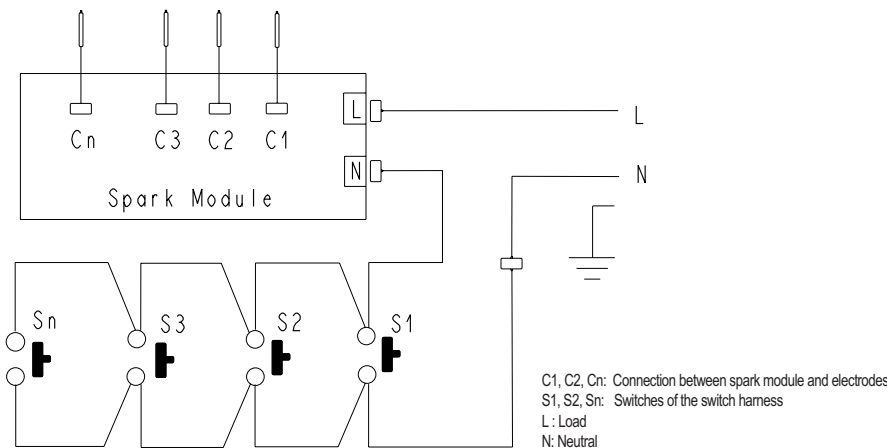 L
L
Cn C3 C2 C1
N
N
Spark Module
Sn S3 S2 S1
C1, C2, Cn: Connection between spark module and electrodes
S1, S2, Sn: Switches of the switch harness
L : Load
N: Neutral